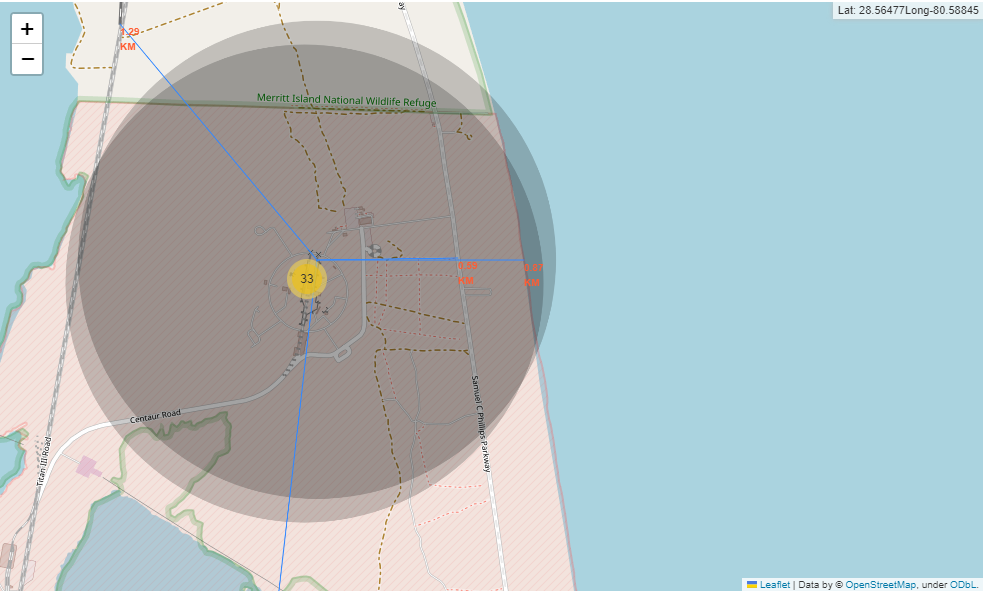 +
−
Lat: 28.56477Long-80.58845
1.29
KM
Merritt Island National Wildlife Refuge
33
KM
Samuel C Phillips Parkway
Centaur Road
Titan III Road
Leaflet | Data by © OpenStreetMap, under ODbL.